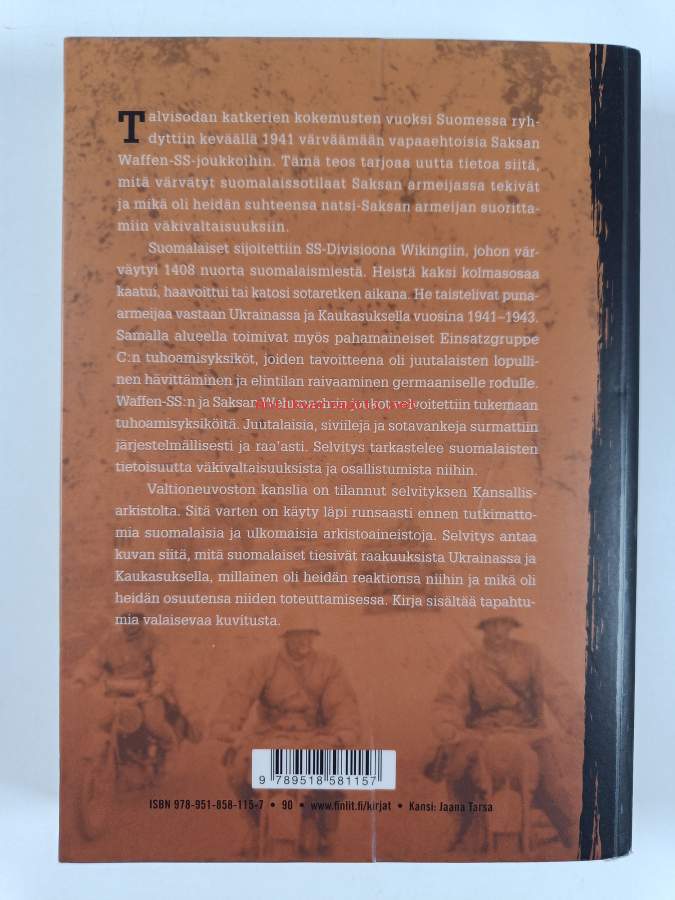 Talvisodan katkerien kokemusten vuoksi Suomessa ryh-
dyttiin keväällä 1941 värväämään vapaaehtoisia Saksan
Waffen-SS-joukkoihin. Tämä teos tarjoaa uutta tietoa siitä,
mitä värvätyt suomalaissotilaat Saksan armeijassa tekivät
ja mikä oli heidän suhteensa natsi-Saksan armeijan suoritta-
miin väkivaltaisuuksiin.
Suomalaiset sijoitettiin SS-Divisioona Wikingiin, johon vär-
väytyi 1408 nuorta suomalaismiestä. Heistä kaksi kolmasosaa
kaatui, haavoittui tai katosi sotaretken aikana. He taistelivat puna-
armeijaa vastaan Ukrainassa ja Kaukasuksella vuosina 1941–1943.
Samalla alueella toimivat myös pahamaineiset Einsatzgruppe
C:n tuhoamisyksiköt, joiden tavoitteena oli juutalaisten lopulli-
nen hävittäminen ja elintilan raivaaminen germaaniselle rodulle.
Waffen-SS:n ja Saksan Wehrmachtin joukot velvoitettiin tukemaan
tuhoamisyksiköitä. Juutalaisia, siviilejä ja sotavankeja surmattiin
järjestelmällisesti ja raa'asti. Selvitys tarkastelee suomalaisten
tietoisuutta väkivaltaisuuksista ja osallistumista niihin.
Valtioneuvoston kanslia on tilannut selvityksen Kansallis-
arkistolta. Sitä varten on käyty läpi runsaasti ennen tutkimatto-
mia suomalaisia ja ulkomaisia arkistoaineistoja. Selvitys antaa
kuvan siitä, mitä suomalaiset tiesivät raakuuksista Ukrainassa ja
Kaukasuksella, millainen oli heidän reaktionsa niihin ja mikä oli
heidän osuutensa niiden toteuttamisessa. Kirja sisältää tapahtu-
mia valaisevaa kuvitusta.
9 789518 581157
ISBN 978-951-858-115-7 • 90 • www.finlit.fi/kirjat • Kansi: Jaana Tarsa